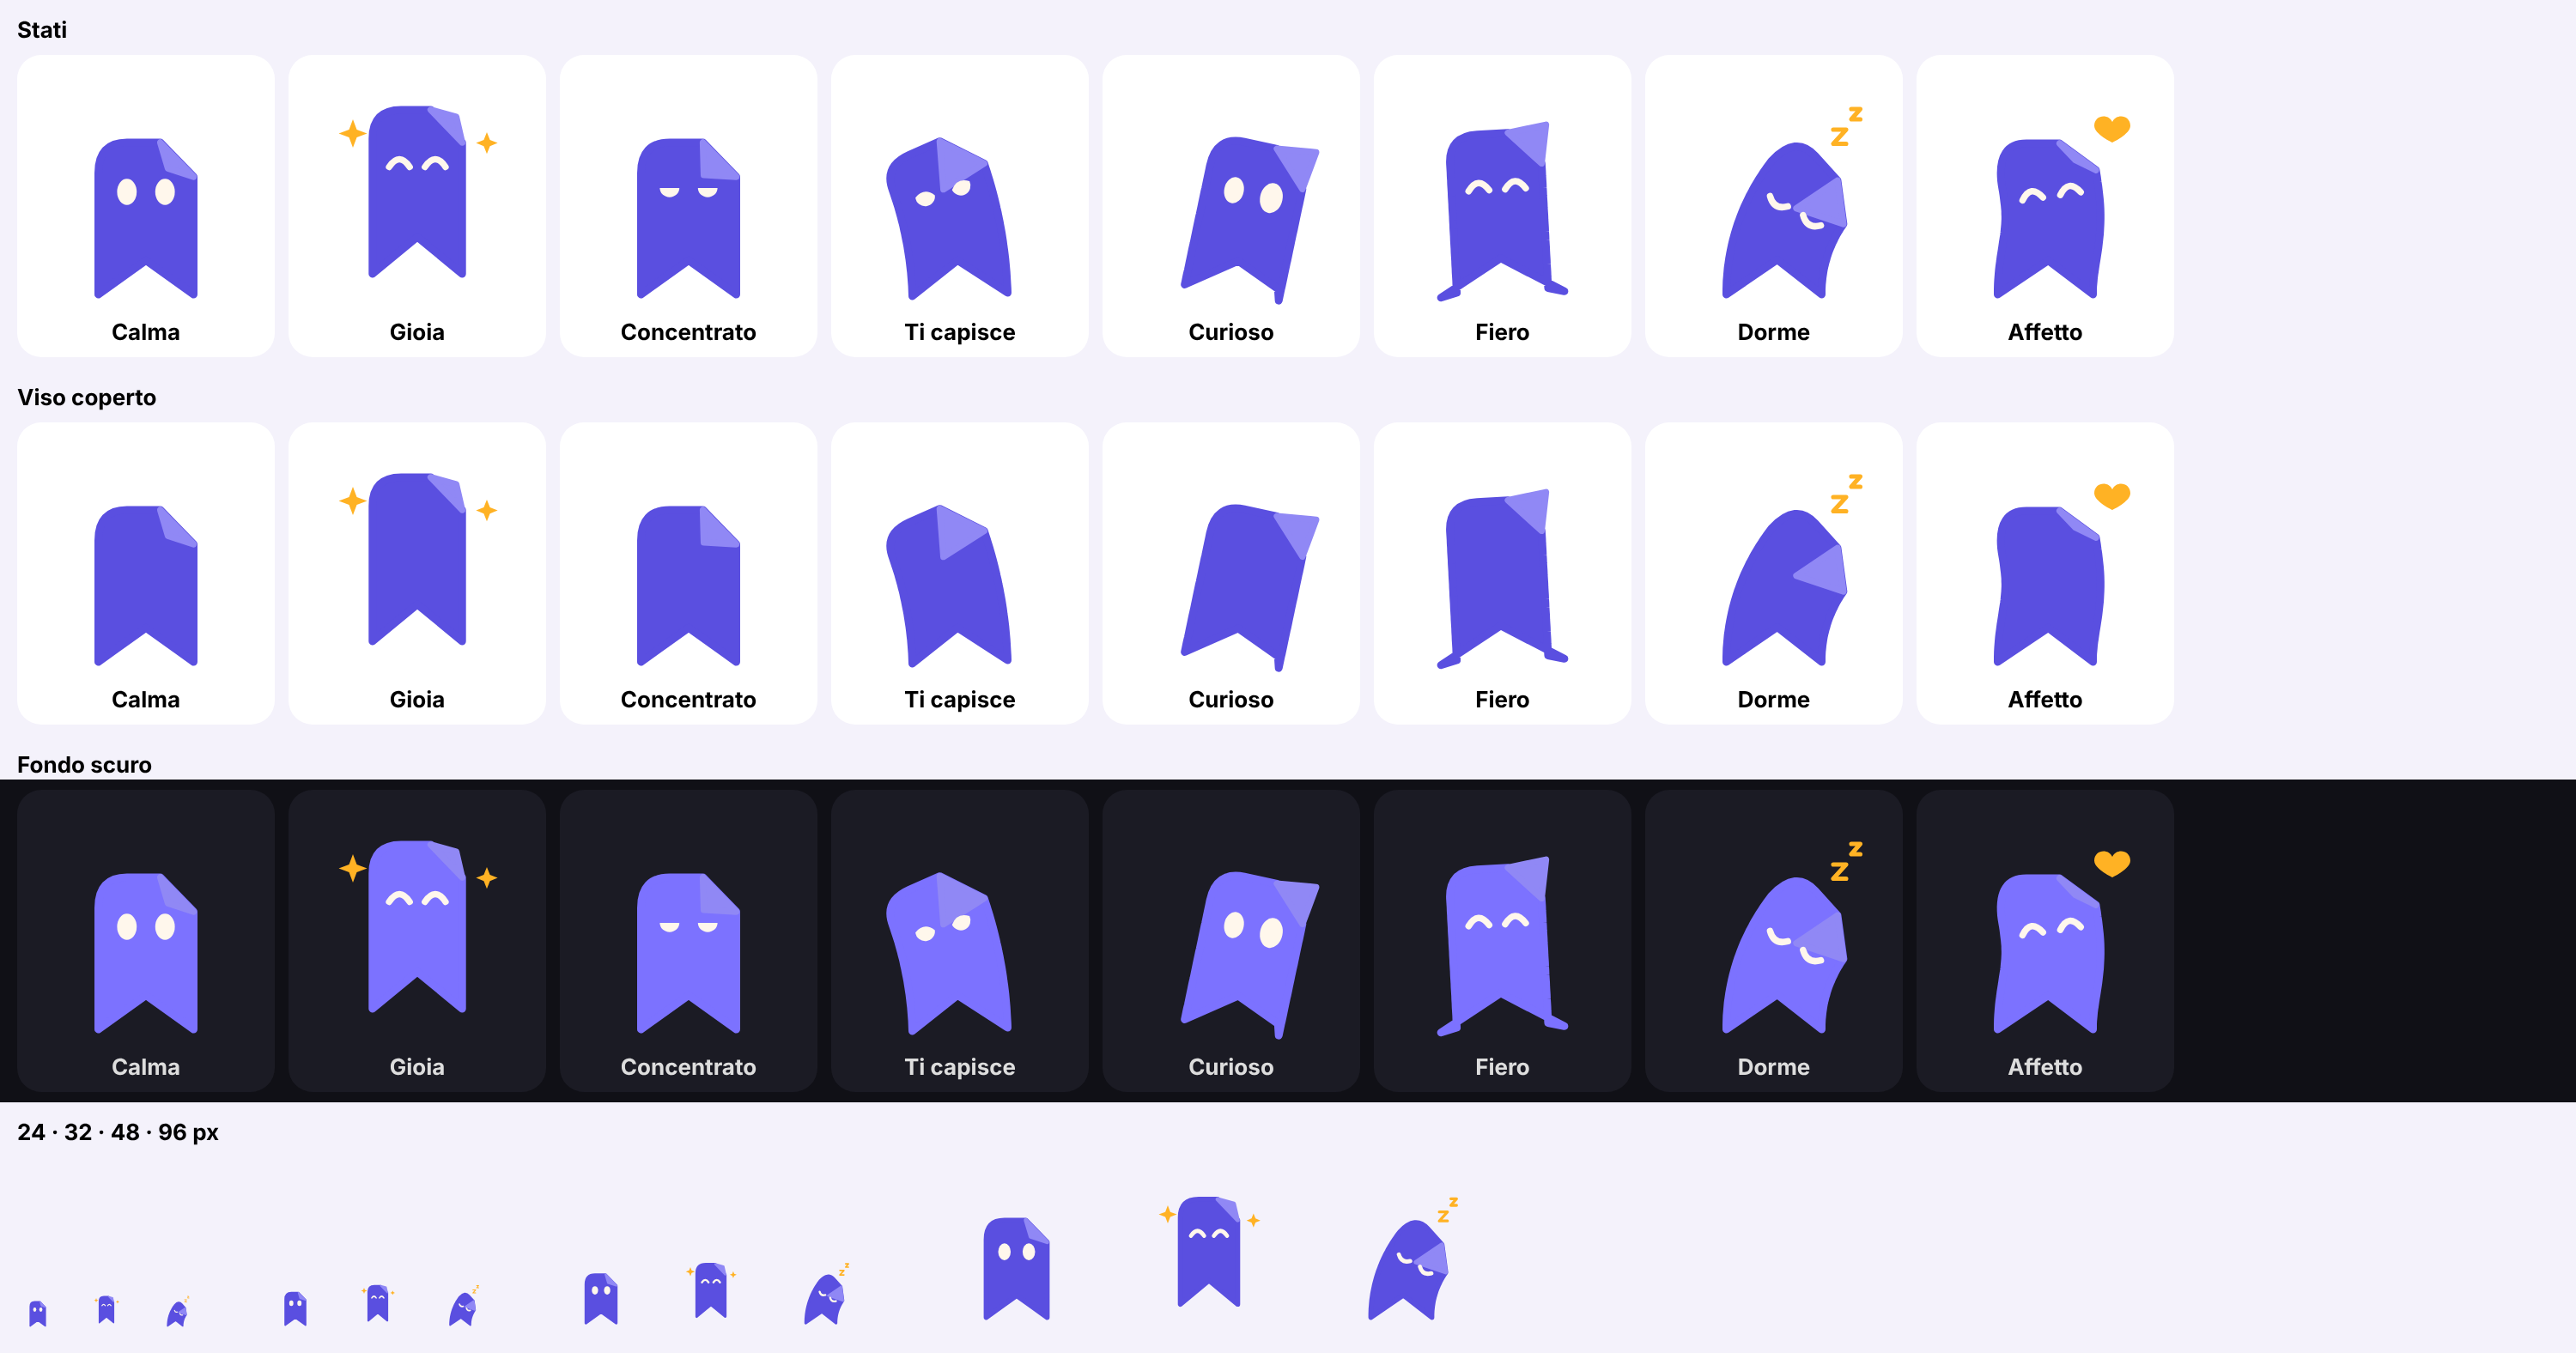 Stati
Calma
Gioia
Concentrato
Ti capisce
Curioso
Fiero
z
z
Dorme
Affetto
Viso coperto
Calma
Gioia
Concentrato
Ti capisce
Curioso
Fiero
z
z
Dorme
Affetto
Fondo scuro
Calma
Gioia
Concentrato
Ti capisce
Curioso
Fiero
z
z
Dorme
Affetto
24 · 32 · 48 · 96 px
z
z
z
z
z
z